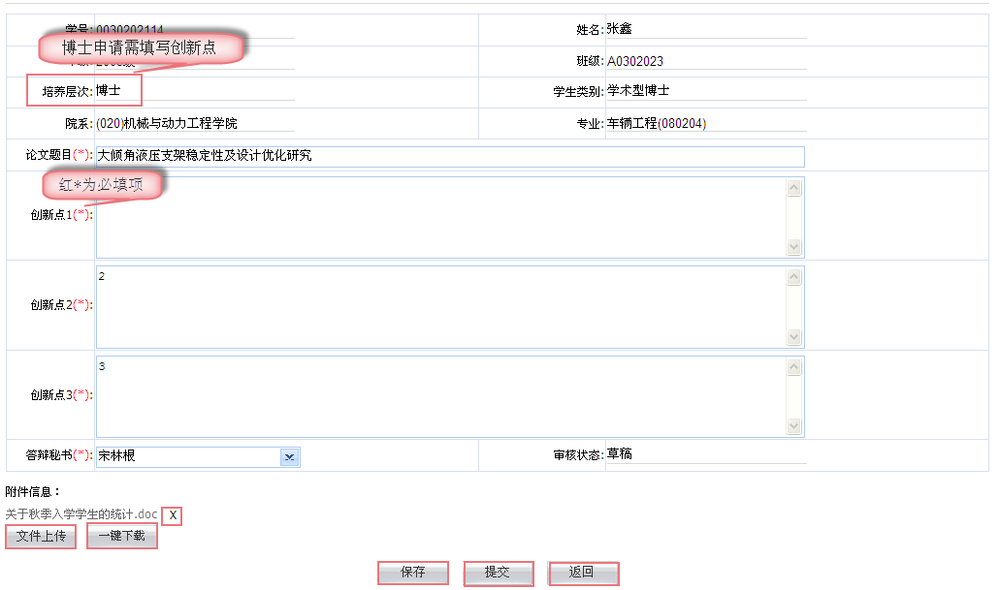 学号: 0030202114
姓名: 张鑫
博士申请需填写创新点
班级: A0302023
培养层次: 博士
学生类别: 学术型博士
院系: (020)机械与动力工程学院
专业: 车辆工程(080204)
论文题目(*): 大倾角液压支架稳定性及设计优化研究
红*为必填项
创新点1(*):
2
创新点2(*):
3
创新点3(*):
答辩秘书(*): 宋林根
审核状态: 草稿
附件信息：
关于秋季入学学生的统计.doc X
文件上传 一键下载
保存 提交 返回